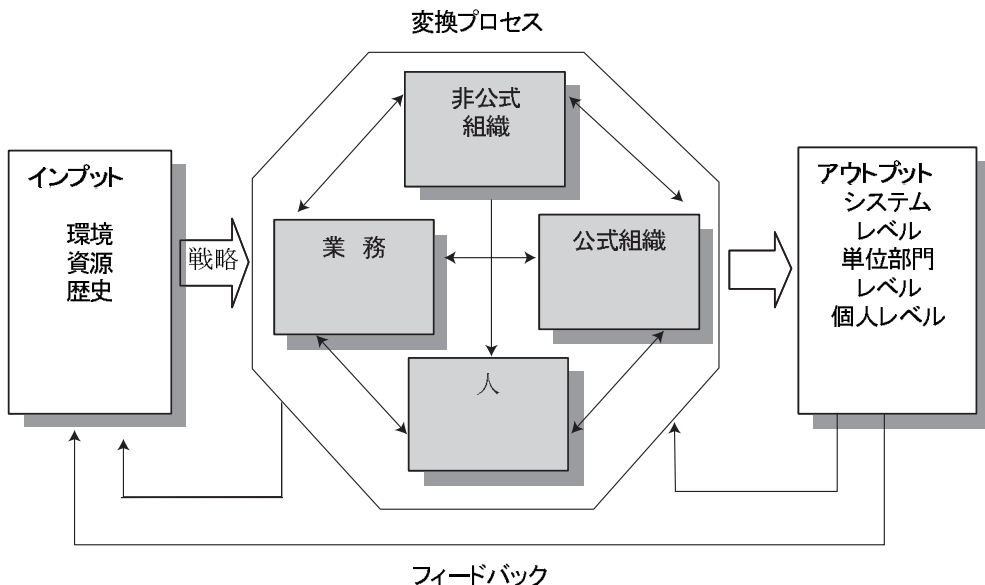 変換プロセス
インプット
環境
資源
歴史
戦略
非公式
組織
業 務
公式組織
人
アウトプット
システム
レベル
単位部門
レベル
個人レベル
フィードバック